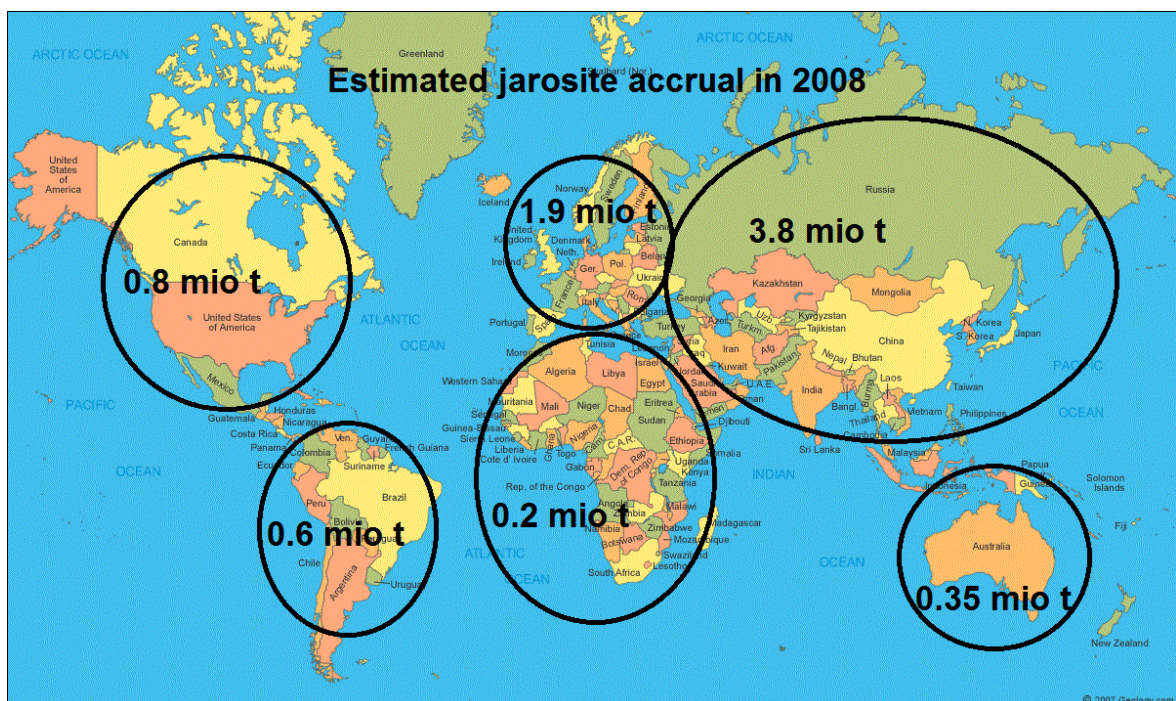 ARCTIC OCEAN
ARCTIC OCEAN
Greenland
Svalbard (Nor.)
Estimated jarosite accrual in 2008
United
States
of
America
Canada
0.8 mio t
United States
of America
Mexico
Iceland
Norway
Sweden
Finland
1.9 mio t
United
Kingdom
Ireland
Denmark
Neth.
Estonia
Latvia
Ger.
Pol.
France
Italy
Portugal
Spain
Russia
3.8 mio t
Kazakhstan
Mongolia
Georgia
Azer.
Uzb
Turkm.
Kyrgyzstan
Tajikistan
Turkey
Iran
Afg.
Pakistan
China
N. Korea
S. Korea
Japan
Nepal
Bhutan
India
Bangl.
Burma
Laos
Thailand
Vietnam
Cambodia
Taiwan
Philippines
Sri Lanka
Malaysia
Indonesia
Kuwait
U.A.E.
Israel
ATLANTIC
OCEAN
PACIFIC
OCEAN
PACIFIC
OCEAN
Tunisia
Morocco
Algeria
Libya
Egypt
Western Sahara
Mauritania
Mali
Niger
Chad
Sudan
Eritrea
Djibouti
Ethiopia
Somalia
Senegal
Guinea-Bissau
Sierra Leone
Liberia
Cote d' Ivoire
Ghana
Togo
Nigeria
Cam.
C.A.R.
Gabon
Rep. of the Congo
Dem. Rep
of Congo
Uganda
Kenya
Tanzania
Angola
Zambia
Malawi
0.2 mio t
Namibia
Botswana
Zimbabwe
Mozambique
Madagascar
Swaziland
Lesotho
South Africa
INDIAN
OCEAN
ATLANTIC
OCEAN
Guatemala
Honduras
Nicaragua
Costa Rica
Panama
Ven.
Guyana
French Guiana
Suriname
Colombia
Ecuador
Peru
Brazil
Bolivia
0.6 mio t
Paraguay
Chile
Argentina
Uruguay
Papua
Guinea
Solomon
Islands
Fiji
Australia
0.35 mio t
New Zealand
© 2007 Geology.com